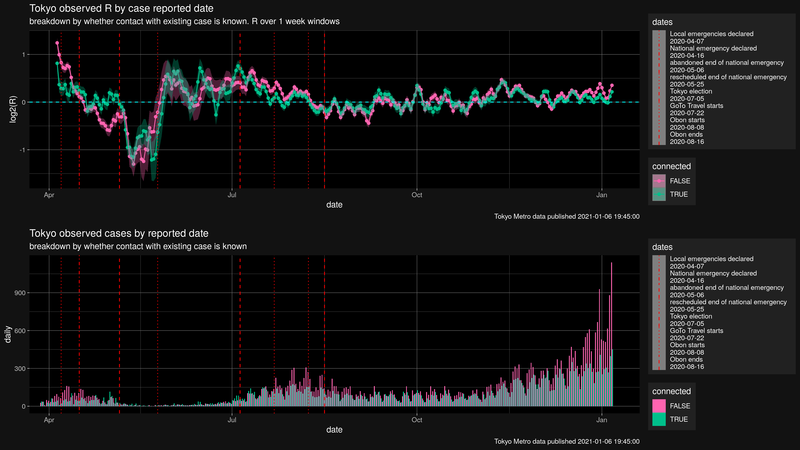 Tokyo observed R by case reported date
breakdown by whether contact with existing case is known. R over 1 week windows
1
0
-1
log2(R)
Apr
Jul
Oct
Jan
date
Tokyo Metro data published 2021-01-06 19:45:00
dates
Local emergencies declared
2020-04-07
National emergency declared
2020-04-16
abandoned end of national emergency
2020-05-06
rescheduled end of national emergency
2020-05-25
Tokyo election
2020-07-05
GoTo Travel starts
2020-07-22
Obon starts
2020-08-08
Obon ends
2020-08-16
connected
FALSE
TRUE
Tokyo observed cases by reported date
breakdown by whether contact with existing case is known
900
600
300
0
daily
Apr
Jul
Oct
Jan
date
Tokyo Metro data published 2021-01-06 19:45:00
dates
Local emergencies declared
2020-04-07
National emergency declared
2020-04-16
abandoned end of national emergency
2020-05-06
rescheduled end of national emergency
2020-05-25
Tokyo election
2020-07-05
GoTo Travel starts
2020-07-22
Obon starts
2020-08-08
Obon ends
2020-08-16
connected
FALSE
TRUE